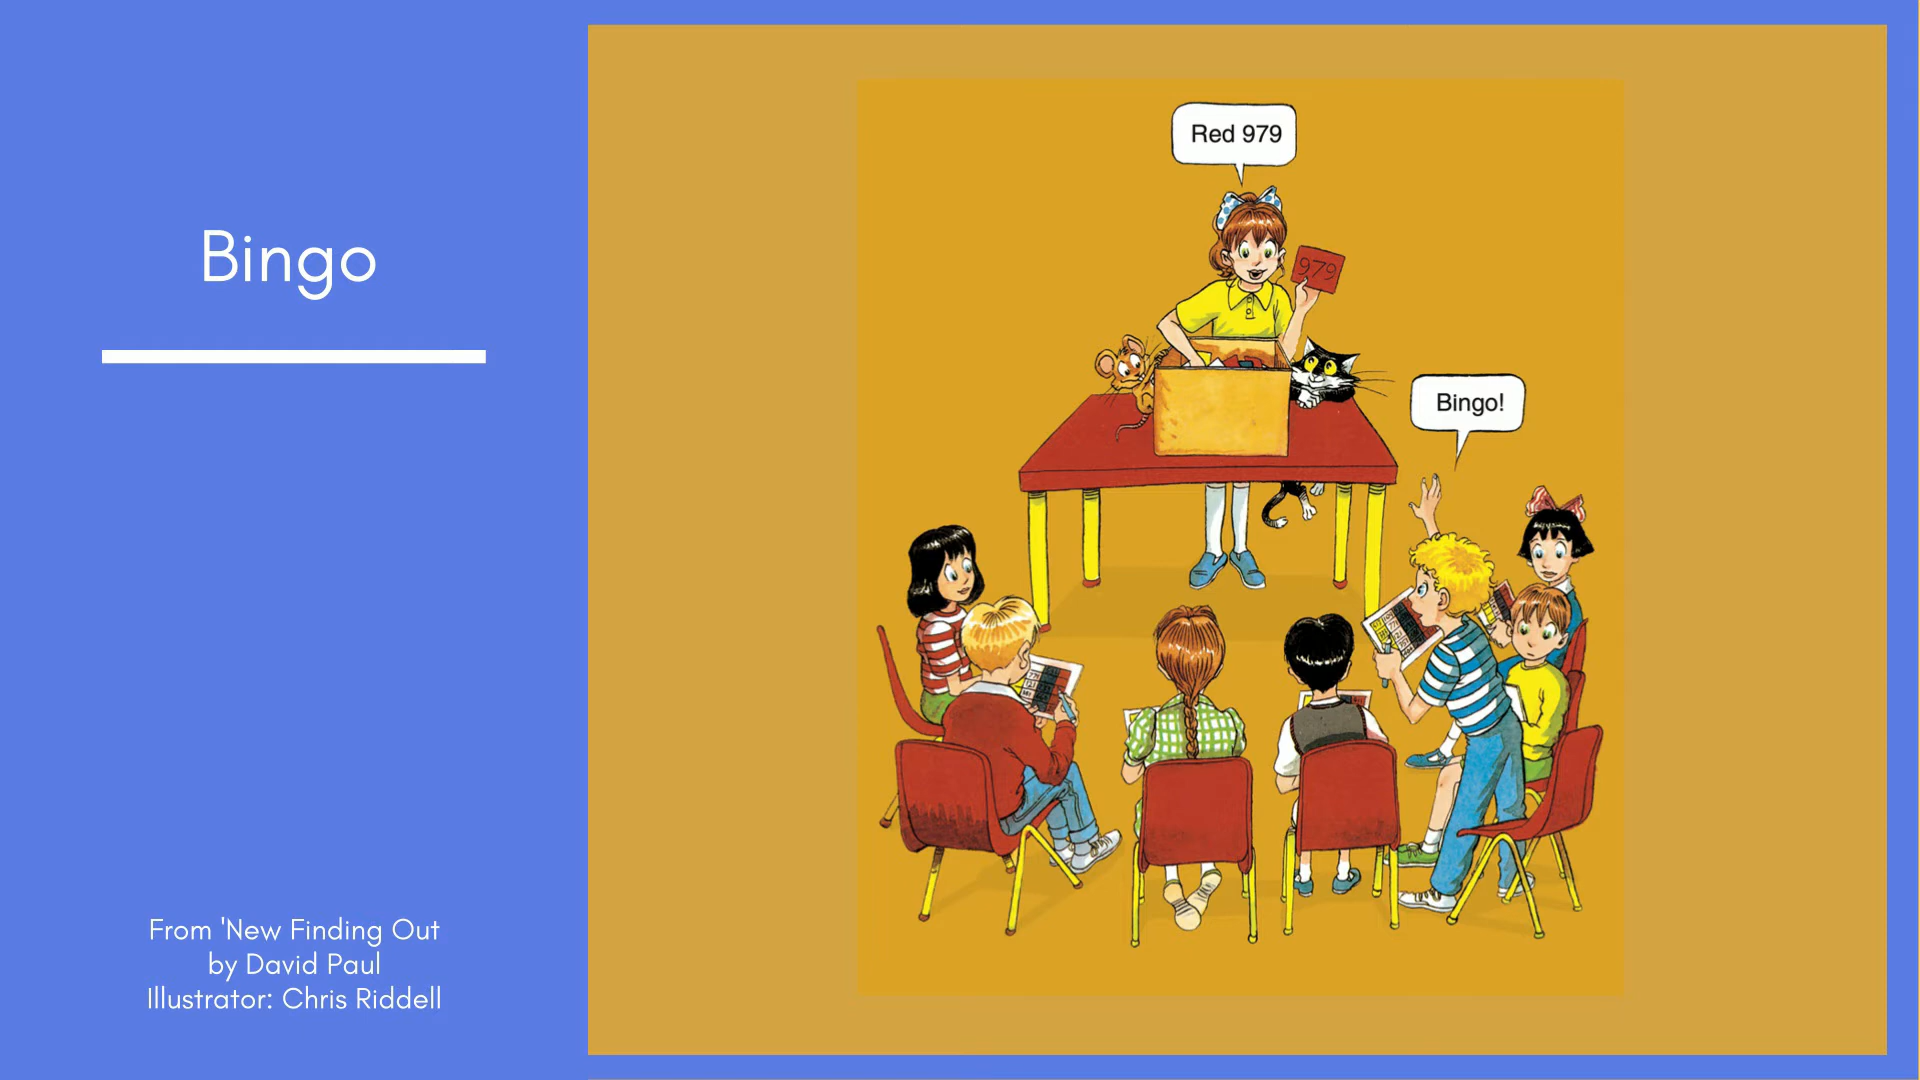 Bingo
From 'New Finding Out
by David Paul
Illustrator: Chris Riddell
Red 979
979
Bingo!